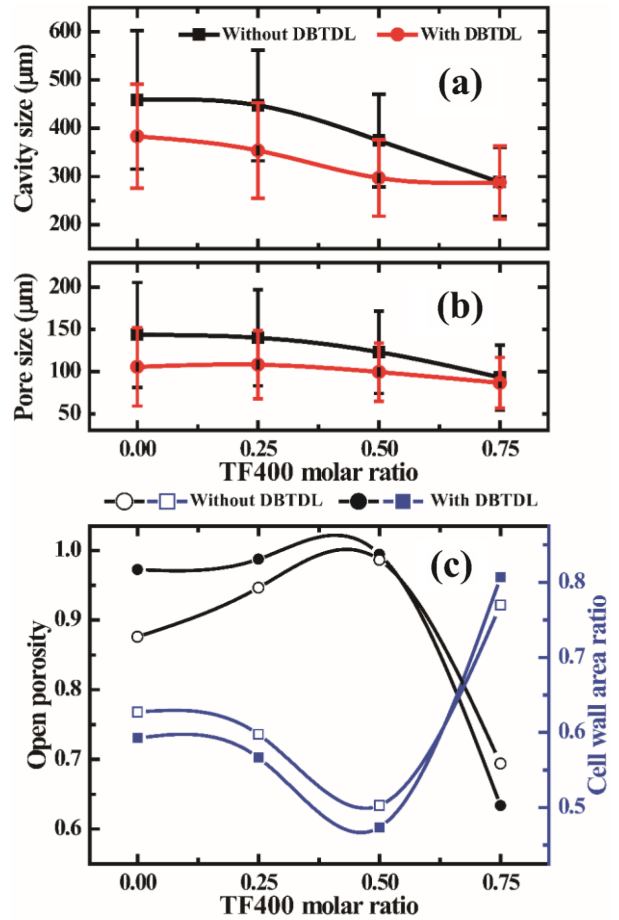 Without DBTDL With DBTDL
(a)
Cavity size (μm)
600
500
400
300
200
(b)
Pore size (μm)
200
150
100
50
0.00 0.25 0.50 0.75
TF400 molar ratio
Without DBTDL With DBTDL
(c)
Open porosity
1.0
0.9
0.8
0.7
0.6
Cell wall area ratio
0.8
0.7
0.6
0.5
0.00 0.25 0.50 0.75
TF400 molar ratio